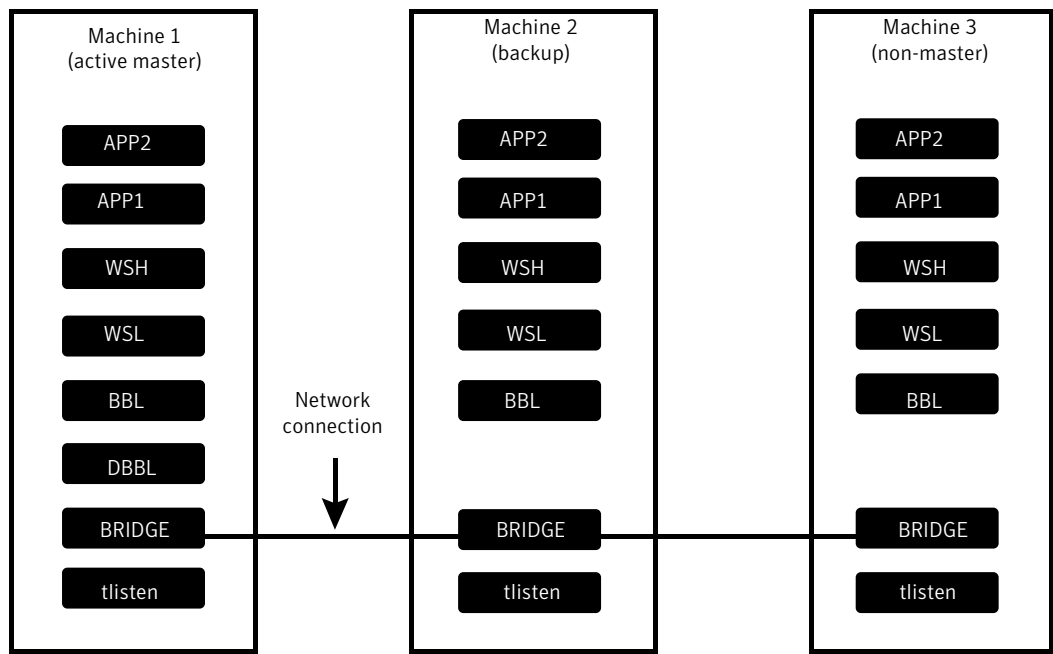 Machine 1
(active master)
APP2
APP1
WSH
WSL
BBL
DBBL
BRIDGE
tlisten
Network
connection
Machine 2
(backup)
APP2
APP1
WSH
WSL
BBL
BRIDGE
tlisten
Machine 3
(non-master)
APP2
APP1
WSH
WSL
BBL
BRIDGE
tlisten